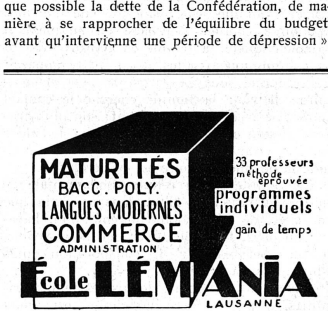 que possible la dette de la Confédération, de ma-
nière à se rapprocher de l'équilibre du budget
avant qu'intervienne une période de dépression »
MATURITÉS
BACC. POLY.
LANGUES MODERNES
COMMERCE
ADMINISTRATION
33 professeurs
méthode
éprouvée
programmes
individuels
gain de temps
École LÉMANIA
LAUSANNE